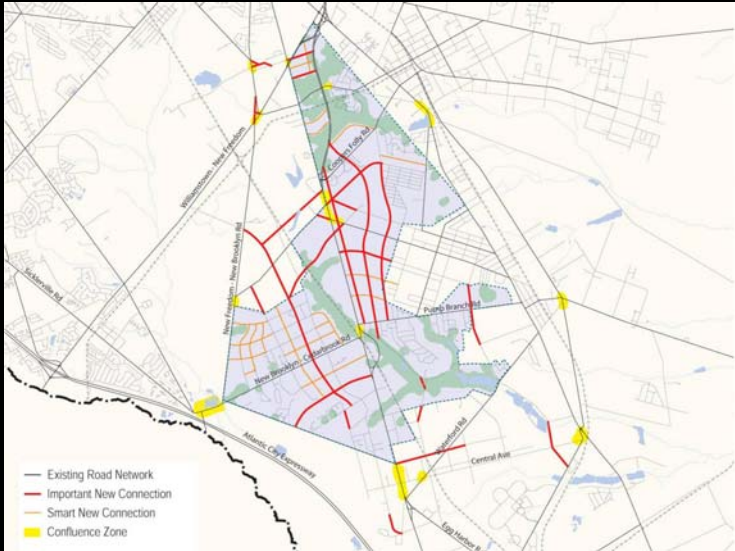 Williamstown - New Freedom
Coopers Folly Rd
New Freedom - New Brooklyn Rd
Sicklerville Rd
Pump Branch Rd
New Brooklyn - Cedarbrook Rd
Waterford Rd
Atlantic City Expressway
Central Ave
Egg Harbor R
Existing Road Network
Important New Connection
Smart New Connection
Confluence Zone